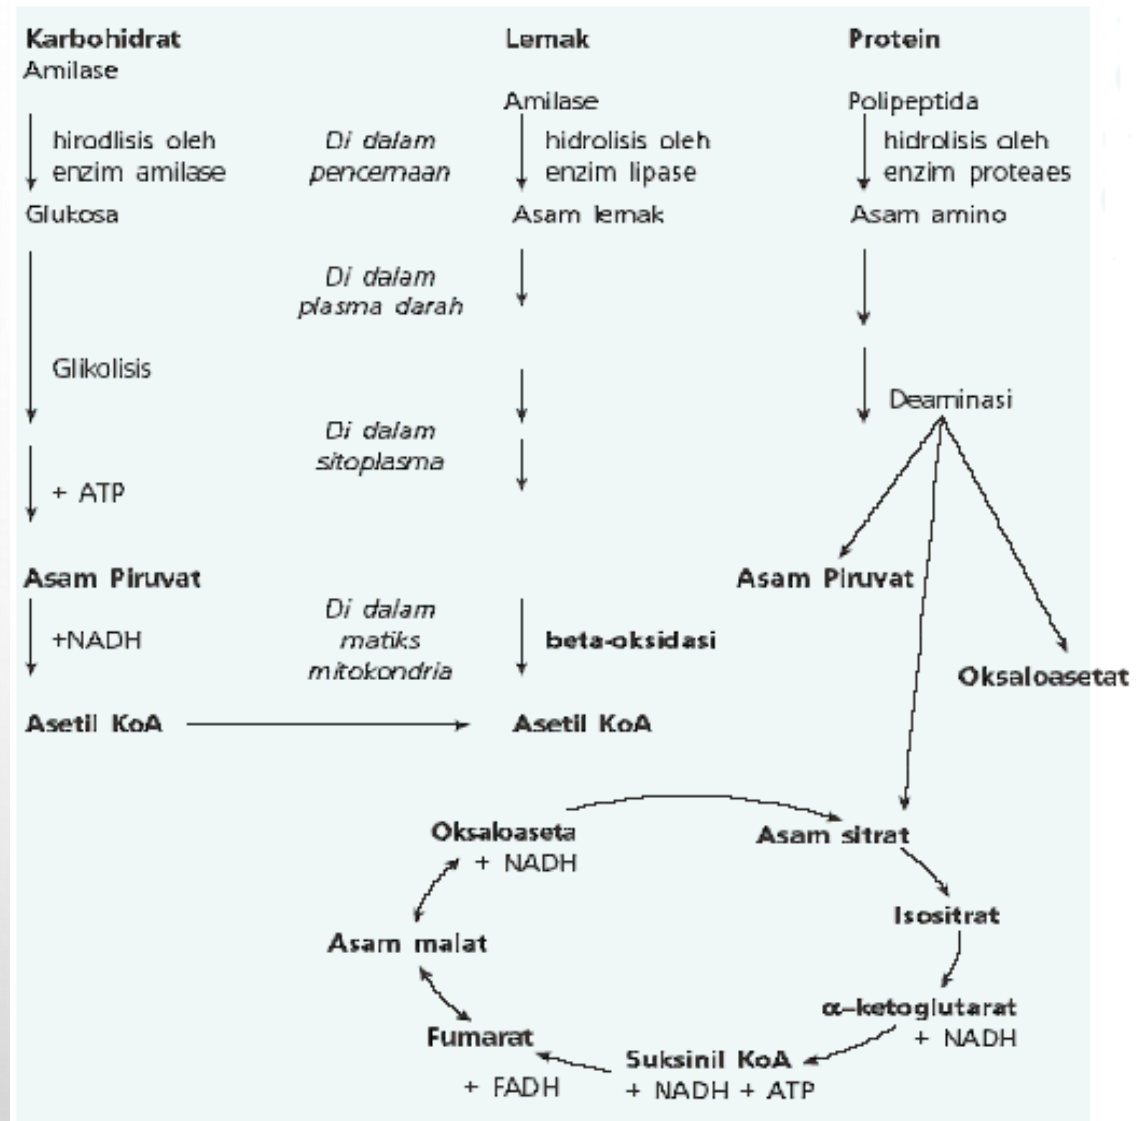 Karbohidrat
Amilase
hirodlisis oleh
enzim amilase
Glukosa
Glikolisis
+ ATP
Asam Piruvat
+NADH
Asetil KoA
Di dalam
pencernaan
Di dalam
plasma darah
Di dalam
sitoplasma
Di dalam
matiks
mitokondria
Lemak
Amilase
hidrolisis oleh
enzim lipase
Asam lemak
beta-oksidasi
Asetil KoA
Protein
Polipeptida
hidrolisis oleh
enzim proteaes
Asam amino
Deaminasi
Asam Piruvat
Oksaloasetat
Oksaloaseta
+ NADH
Asam sitrat
Isositrat
α–ketoglutarat
+ NADH
Suksinil KoA
+ NADH + ATP
Fumarat
+ FADH
Asam malat